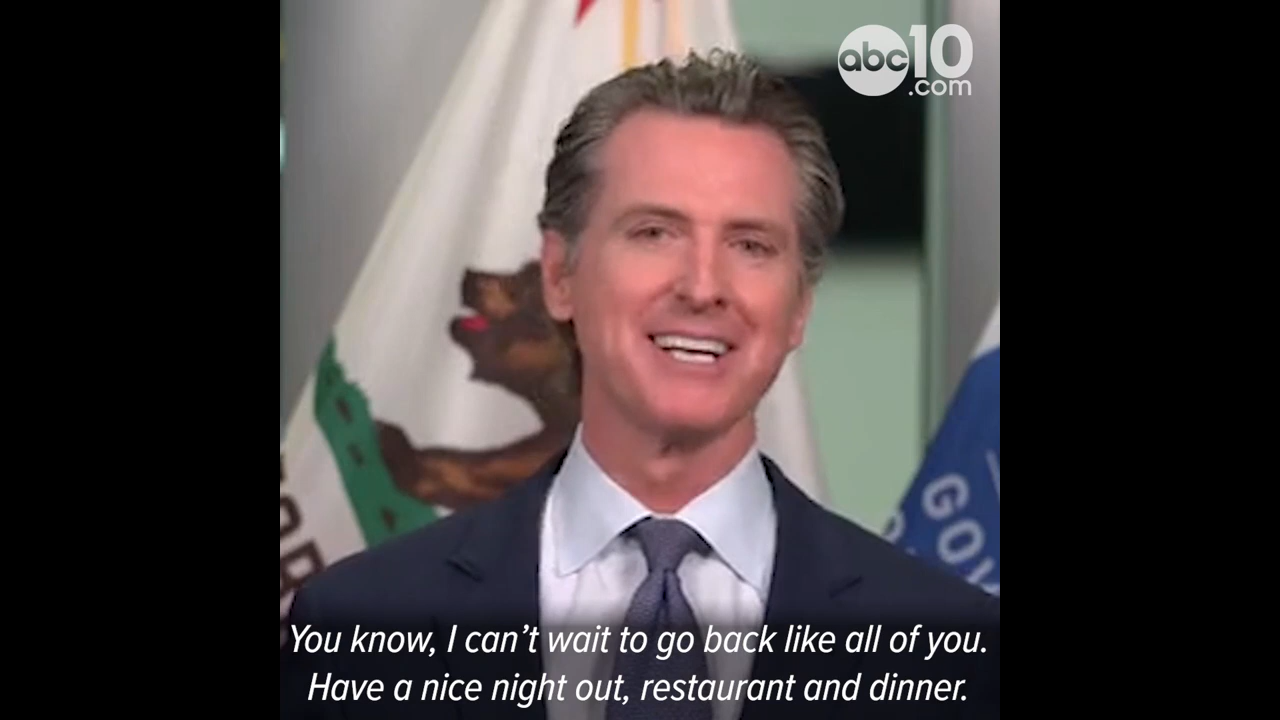 abc10
.com
GOV
You know, I can't wait to go back like all of you.
Have a nice night out, restaurant and dinner.